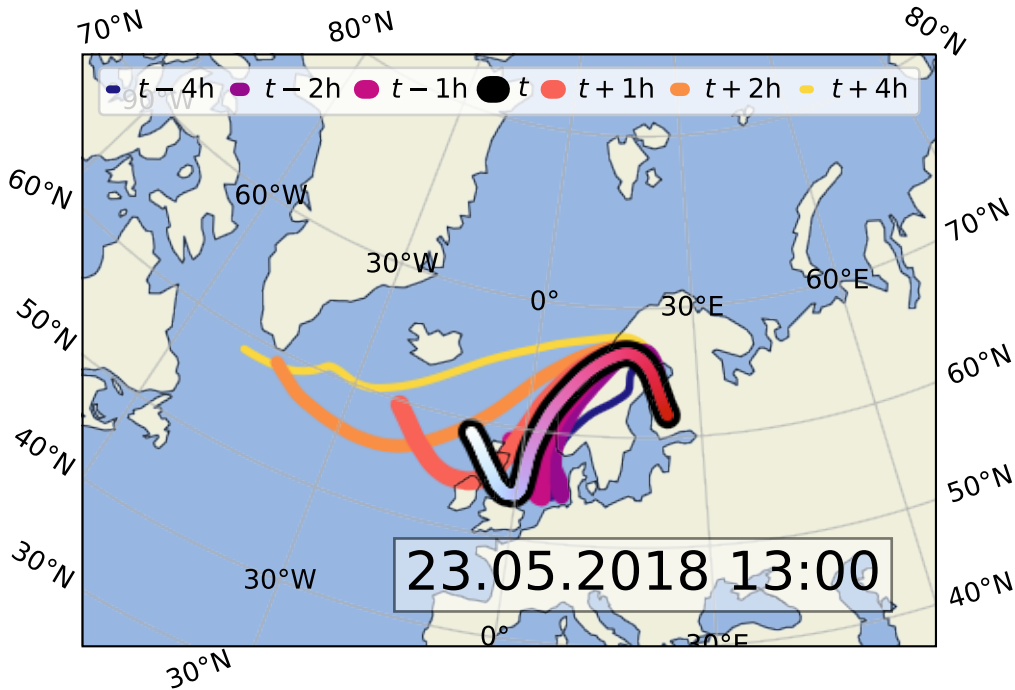 70°N 80°N 80°N
t − 4h t − 2h t − 1h t t + 1h t + 2h t + 4h
90°W
60°N 60°W 70°N
30°W 0° 30°E 60°E
50°N 60°N
40°N 50°N
30°N 30°W 23.05.2018 13:00 40°N
0° 30°E
30°N